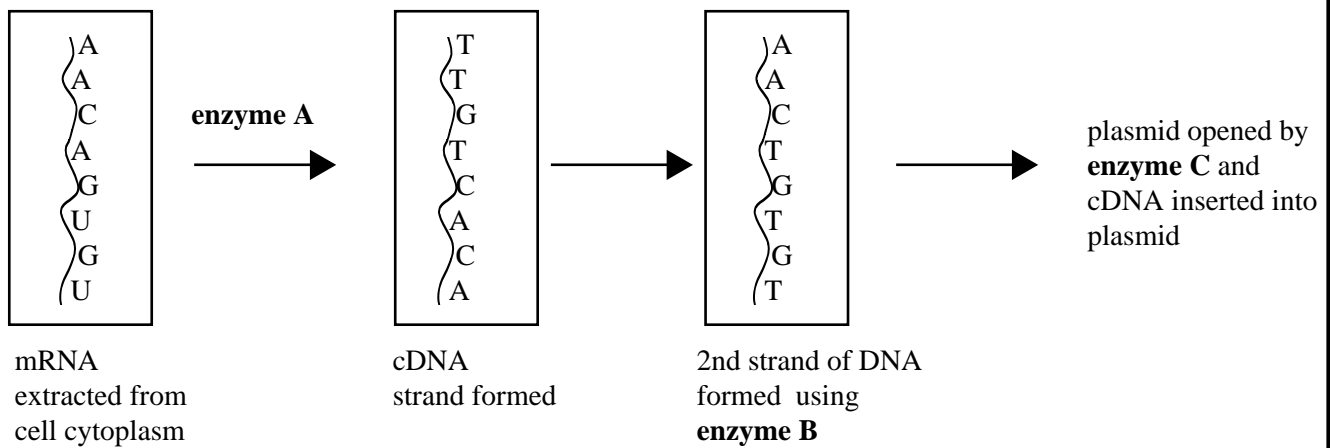 A
A
C
A
G
U
G
U
mRNA
extracted from
cell cytoplasm
enzyme A
T
T
G
T
C
A
C
A
cDNA
strand formed
A
A
C
T
G
T
G
T
2nd strand of DNA
formed using
enzyme B
plasmid opened by
enzyme C and
cDNA inserted into
plasmid